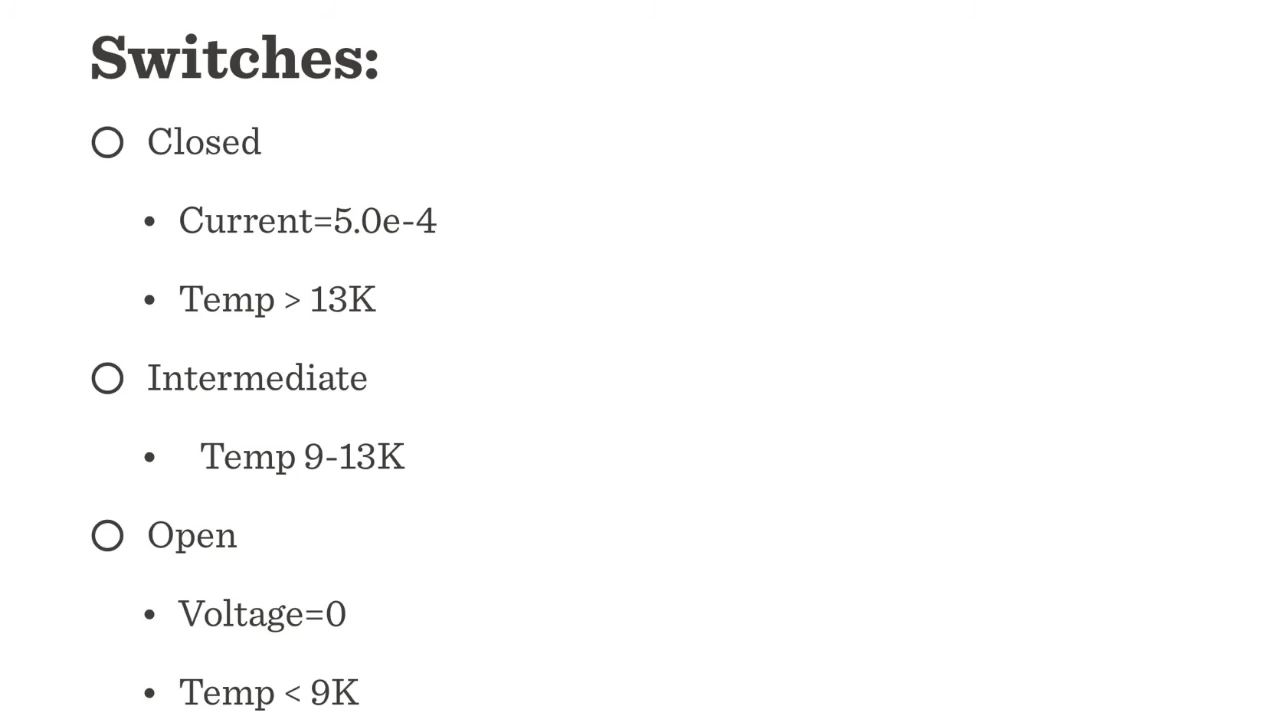 Switches:
Closed
• Current=5.0e-4
• Temp > 13K
Intermediate
• Temp 9-13K
Open
• Voltage=0
• Temp < 9K